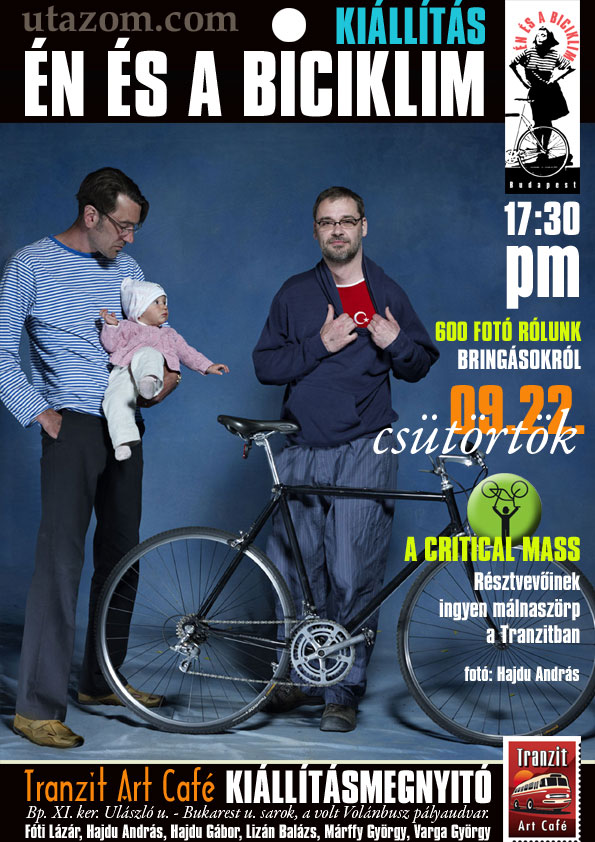 utazom.com
KIÁLLÍTÁS
ÉN ÉS A BICIKLIM
ÉN ÉS A BICIKLIM
Budapest
17:30
pm
600 FOTÓ RÓLUNK
BRINGÁSOKRÓL
09.22.
csütörtök
A CRITICAL MASS
Résztvevőinek
ingyen málnaszörp
a Tranzitban
fotó: Hajdu András
Tranzit Art Café KIÁLLÍTÁSMEGNYITÓ
Bp. XI. ker. Ulászló u. - Bukarest u. sarok, a volt Volánbusz pályaudvar.
Fóti Lázár, Hajdu András, Hajdu Gábor, Lizán Balázs, Márffy György, Varga György
Tranzit
Art Café